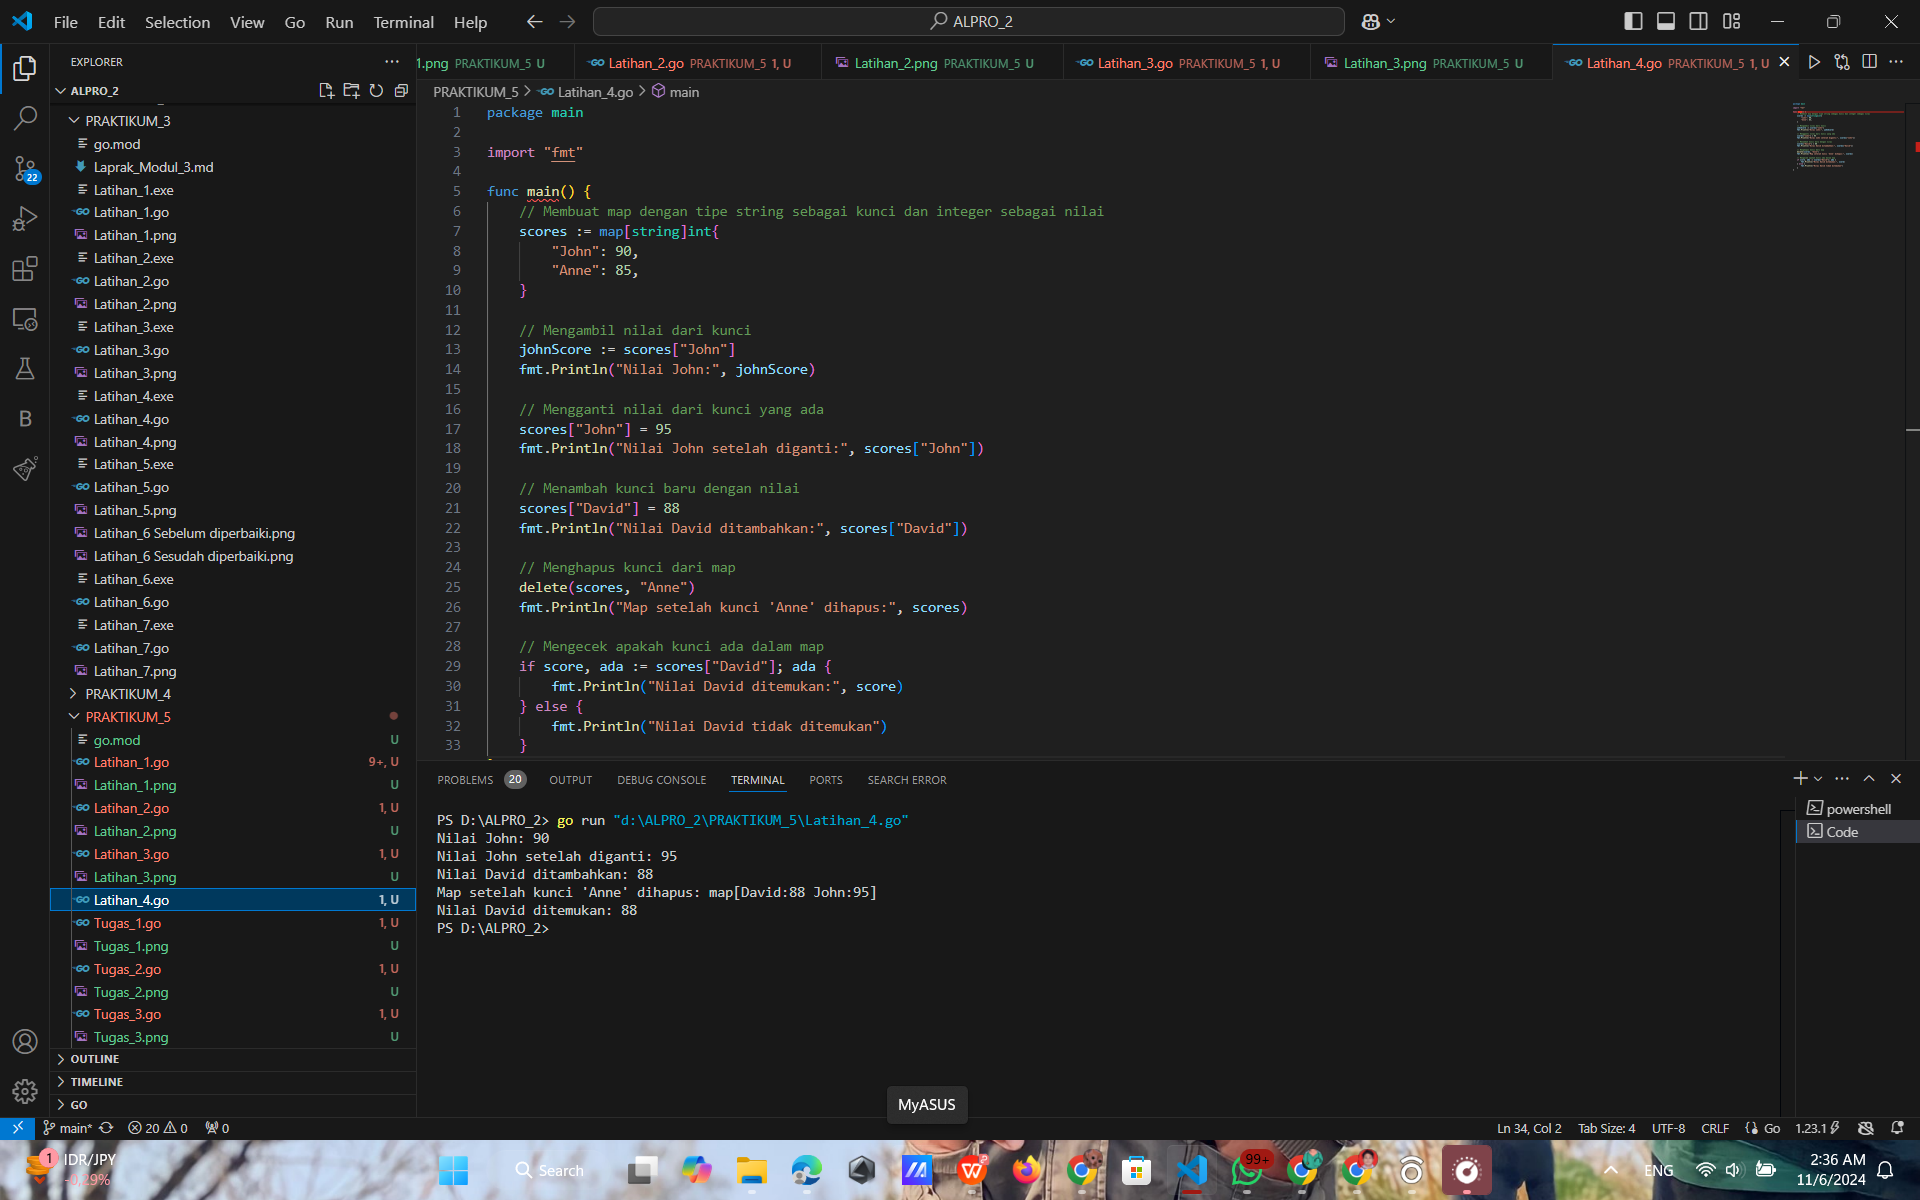 File Edit Selection View Go Run Terminal Help
ALPRO_2
EXPLORER
ALPRO_2
PRAKTIKUM_3
go.mod
Laprak_Modul_3.md
Latihan_1.exe
Latihan_1.go
Latihan_1.png
Latihan_2.exe
Latihan_2.go
Latihan_2.png
Latihan_3.exe
Latihan_3.go
Latihan_3.png
Latihan_4.exe
Latihan_4.go
Latihan_4.png
Latihan_5.exe
Latihan_5.go
Latihan_5.png
Latihan_6 Sebelum diperbaiki.png
Latihan_6 Sesudah diperbaiki.png
Latihan_6.exe
Latihan_6.go
Latihan_7.exe
Latihan_7.go
Latihan_7.png
PRAKTIKUM_4
PRAKTIKUM_5
go.mod U
Latihan_1.go 9+, U
Latihan_1.png U
Latihan_2.go 1, U
Latihan_2.png U
Latihan_3.go 1, U
Latihan_3.png U
Latihan_4.go 1, U
Tugas_1.go 1, U
Tugas_1.png U
Tugas_2.go 1, U
Tugas_2.png U
Tugas_3.go 1, U
Tugas_3.png U
OUTLINE
TIMELINE
GO
22
B
1.png PRAKTIKUM_5 U
Latihan_2.go PRAKTIKUM_5 1, U
Latihan_2.png PRAKTIKUM_5 U
Latihan_3.go PRAKTIKUM_5 1, U
Latihan_3.png PRAKTIKUM_5 U
Latihan_4.go PRAKTIKUM_5 1, U
PRAKTIKUM_5 > Latihan_4.go > main
1 package main
2
3 import "fmt"
4
5 func main() {
6 // Membuat map dengan tipe string sebagai kunci dan integer sebagai nilai
7 scores := map[string]int{
8 "John": 90,
9 "Anne": 85,
10 }
11
12 // Mengambil nilai dari kunci
13 johnScore := scores["John"]
14 fmt.Println("Nilai John:", johnScore)
15
16 // Mengganti nilai dari kunci yang ada
17 scores["John"] = 95
18 fmt.Println("Nilai John setelah diganti:", scores["John"])
19
20 // Menambah kunci baru dengan nilai
21 scores["David"] = 88
22 fmt.Println("Nilai David ditambahkan:", scores["David"])
23
24 // Menghapus kunci dari map
25 delete(scores, "Anne")
26 fmt.Println("Map setelah kunci 'Anne' dihapus:", scores)
27
28 // Mengecek apakah kunci ada dalam map
29 if score, ada := scores["David"]; ada {
30 fmt.Println("Nilai David ditemukan:", score)
31 } else {
32 fmt.Println("Nilai David tidak ditemukan")
33 }
PROBLEMS 20 OUTPUT DEBUG CONSOLE TERMINAL PORTS SEARCH ERROR
PS D:\ALPRO_2> go run "d:\ALPRO_2\PRAKTIKUM_5\Latihan_4.go"
Nilai John: 90
Nilai John setelah diganti: 95
Nilai David ditambahkan: 88
Map setelah kunci 'Anne' dihapus: map[David:88 John:95]
Nilai David ditemukan: 88
PS D:\ALPRO_2>
powershell
Code
MyASUS
main* 20 0 0
Ln 34, Col 2 Tab Size: 4 UTF-8 CRLF {} Go 1.23.1
1
IDR/JPY
-0.29%
Search
99+
ENG
2:36 AM
11/6/2024